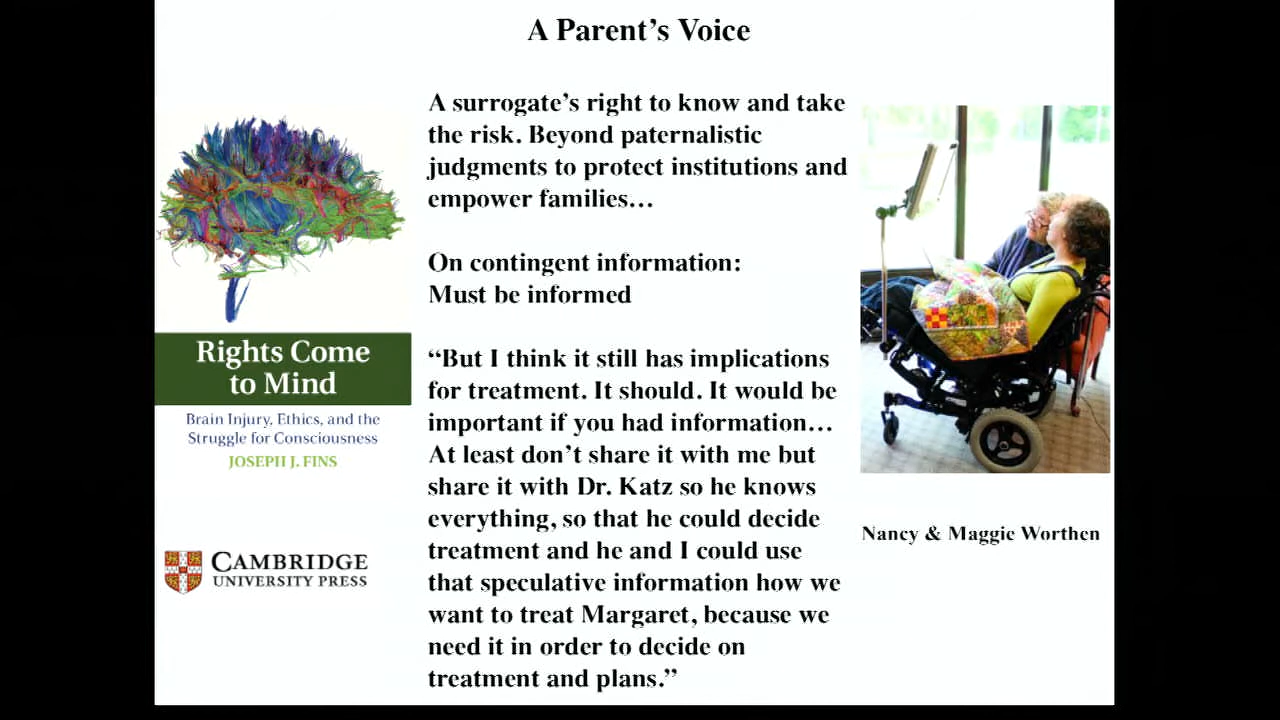 A Parent’s Voice
A surrogate’s right to know and take
the risk. Beyond paternalistic
judgments to protect institutions and
empower families…
On contingent information:
Must be informed
“But I think it still has implications
for treatment. It should. It would be
important if you had information…
At least don’t share it with me but
share it with Dr. Katz so he knows
everything, so that he could decide
treatment and he and I could use
that speculative information how we
want to treat Margaret, because we
need it in order to decide on
treatment and plans.”
Rights Come
to Mind
Brain Injury, Ethics, and the
Struggle for Consciousness
JOSEPH J. FINS
CAMBRIDGE
UNIVERSITY PRESS
Nancy & Maggie Worthen